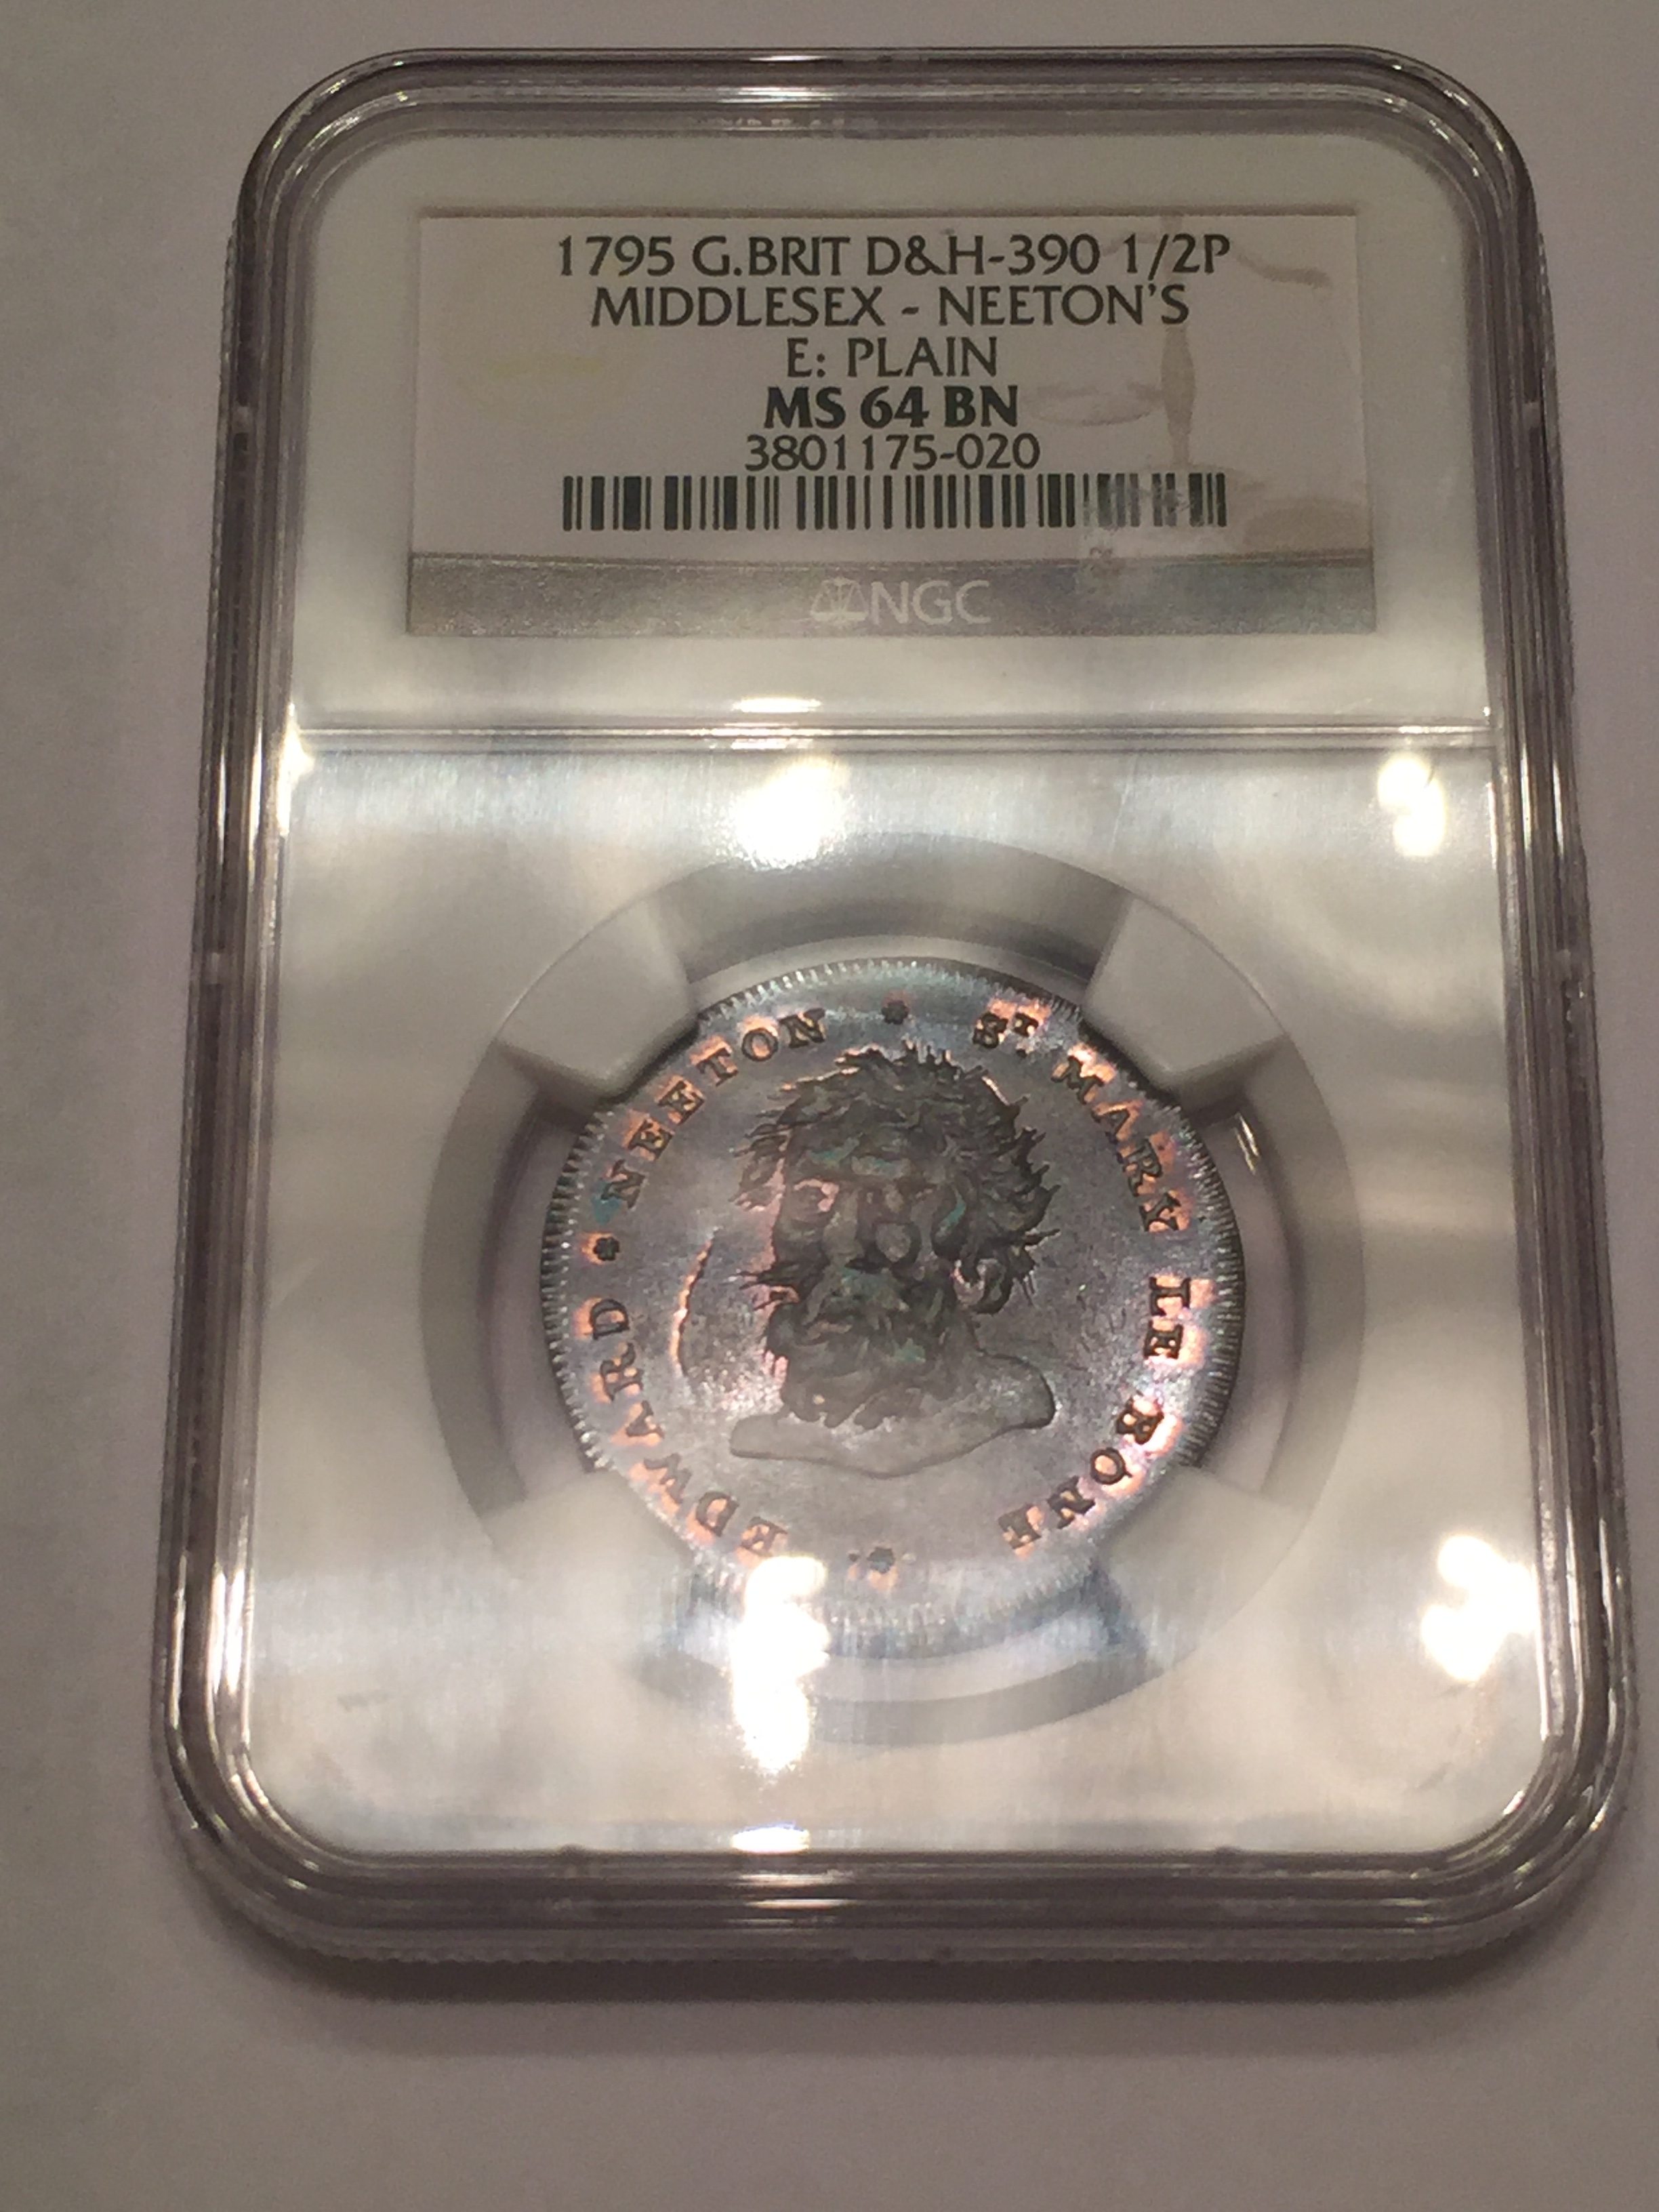 1795 G.BRIT D&H-390 1/2P
MIDDLESEX - NEETON'S
E: PLAIN
MS 64 BN
3801175-020
NGC
EDWARD * NEETON * ST. MARY LE BONE *